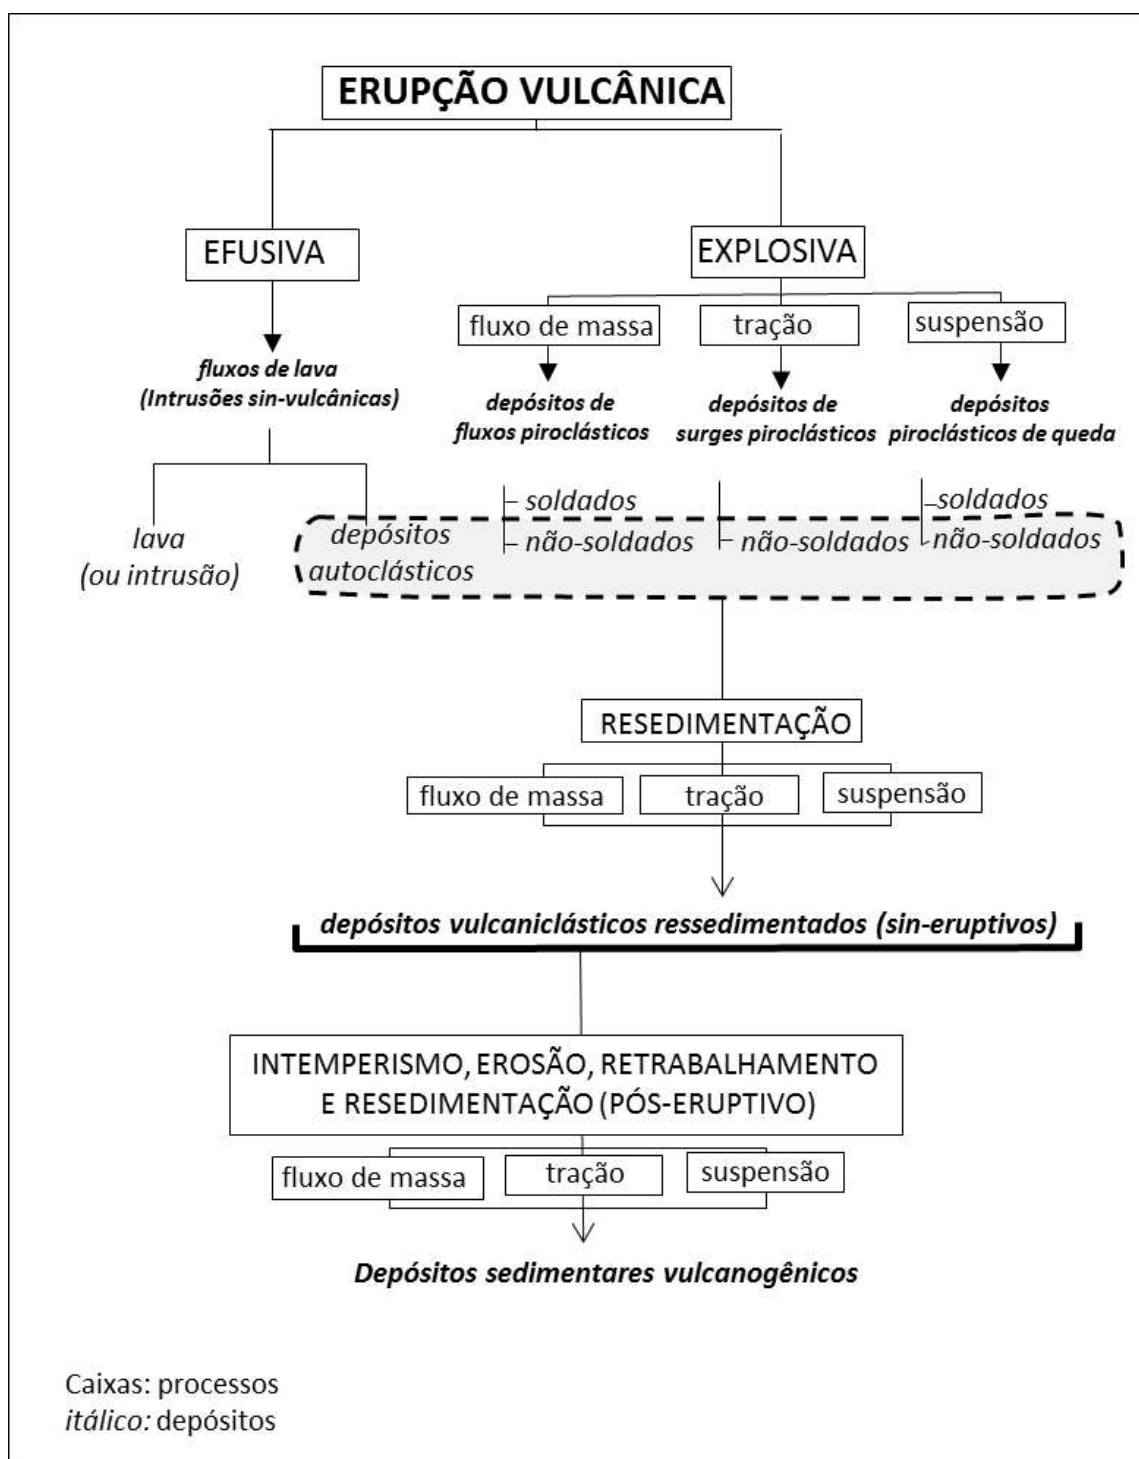 ERUPÇÃO VULCÂNICA
EFUSIVA
EXPLOSIVA
fluxo de massa
tração
suspensão
fluxos de lava
(Intrusões sin-vulcânicas)
depósitos de
fluxos piroclásticos
depósitos de
surges piroclásticos
depósitos
piroclásticos de queda
lava
(ou intrusão)
depósitos
autoclásticos
soldados
não-soldados
não-soldados
soldados
não-soldados
RESEDIMENTAÇÃO
fluxo de massa
tração
suspensão
depósitos vulcaniclásticos ressedimentados (sin-eruptivos)
INTEMPERISMO, EROSÃO, RETRABALHAMENTO
E RESEDIMENTAÇÃO (PÓS-ERUPTIVO)
fluxo de massa
tração
suspensão
Depósitos sedimentares vulcanogênicos
Caixas: processos
itálico: depósitos